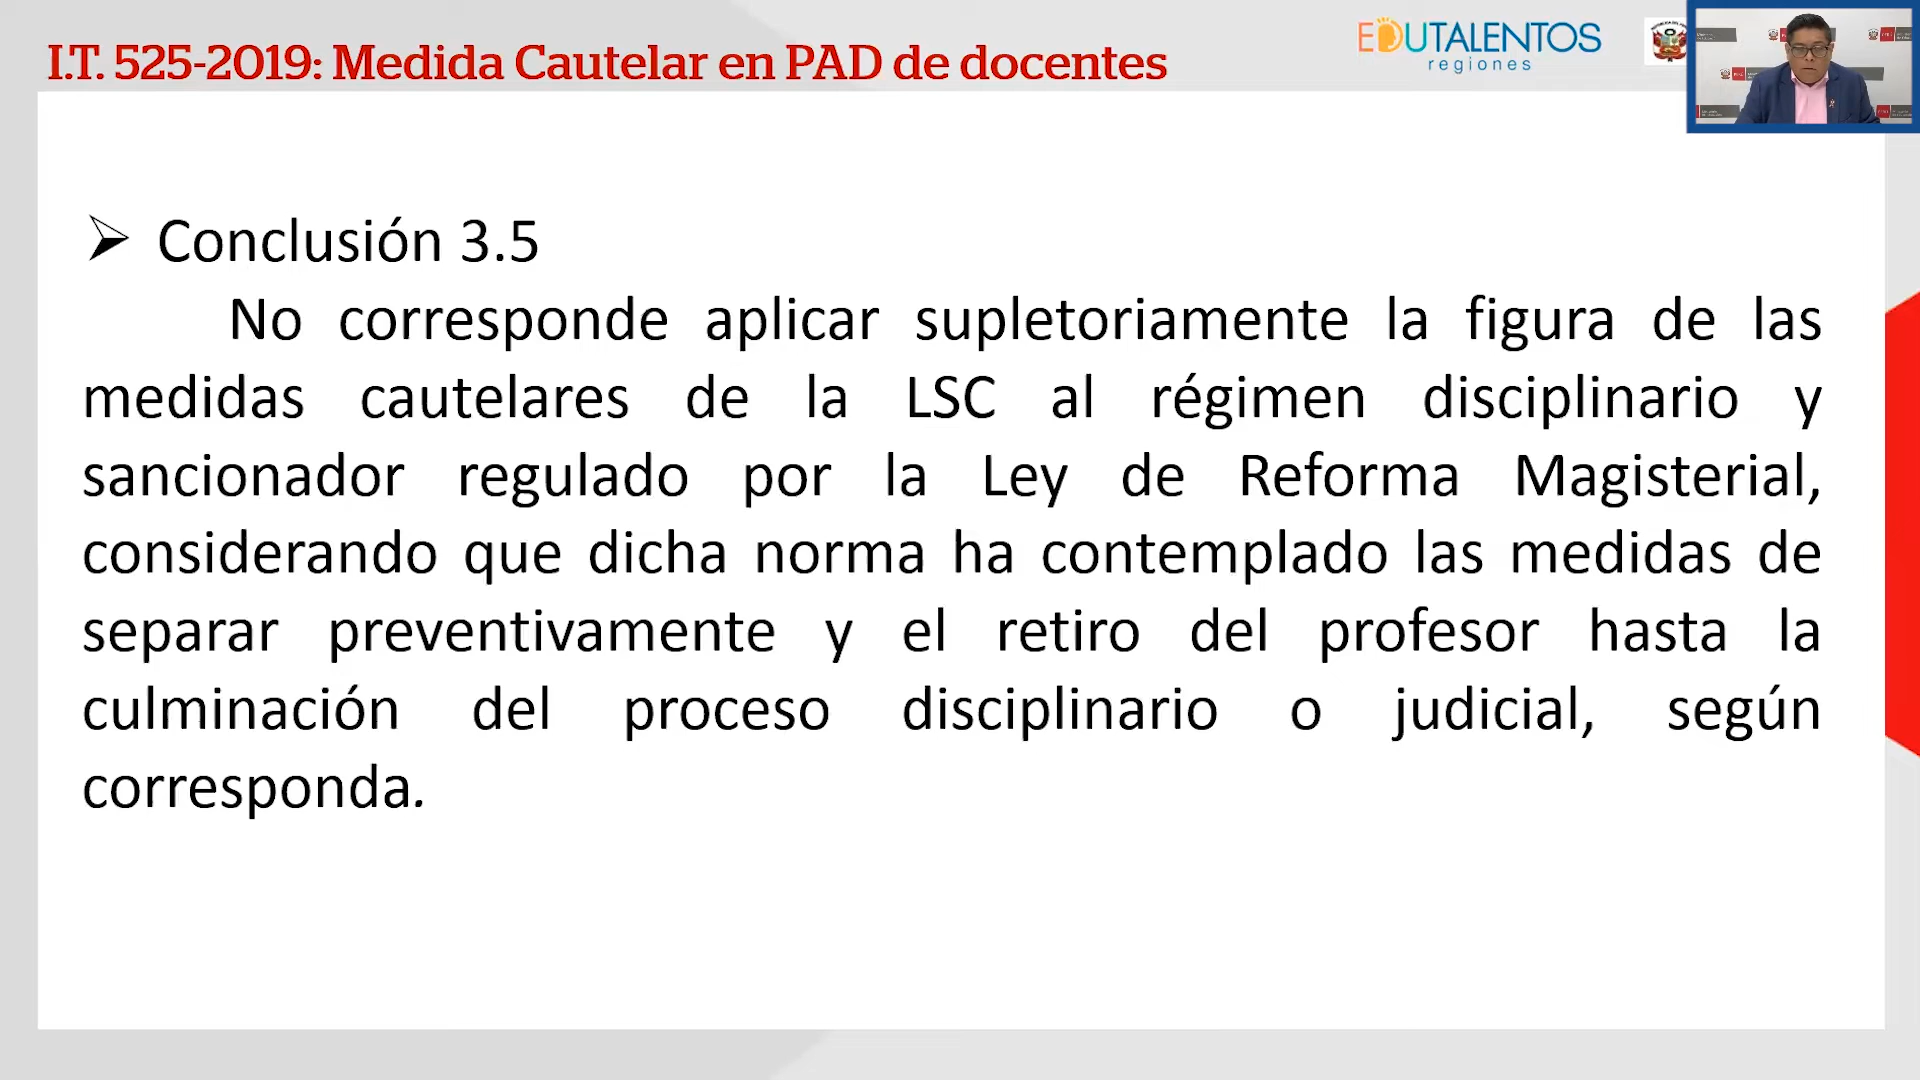 I.T. 525-2019: Medida Cautelar en PAD de docentes
EDUTALENTOS
regiones
Conclusión 3.5
No corresponde aplicar supletoriamente la figura de las
medidas cautelares de la LSC al régimen disciplinario y
sancionador regulado por la Ley de Reforma Magisterial,
considerando que dicha norma ha contemplado las medidas de
separar preventivamente y el retiro del profesor hasta la
culminación del proceso disciplinario o judicial, según
corresponda.